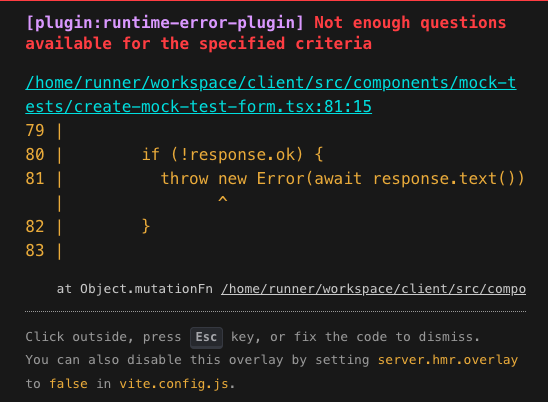 [plugin:runtime-error-plugin] Not enough questions
available for the specified criteria
/home/runner/workspace/client/src/components/mock-t
ests/create-mock-test-form.tsx:81:15
79 |
80 |        if (!response.ok) {
81 |          throw new Error(await response.text())
|                ^
82 |        }
83 |
at Object.mutationFn /home/runner/workspace/client/src/compo
Click outside, press Esc key, or fix the code to dismiss.
You can also disable this overlay by setting server.hmr.overlay
to false in vite.config.js.